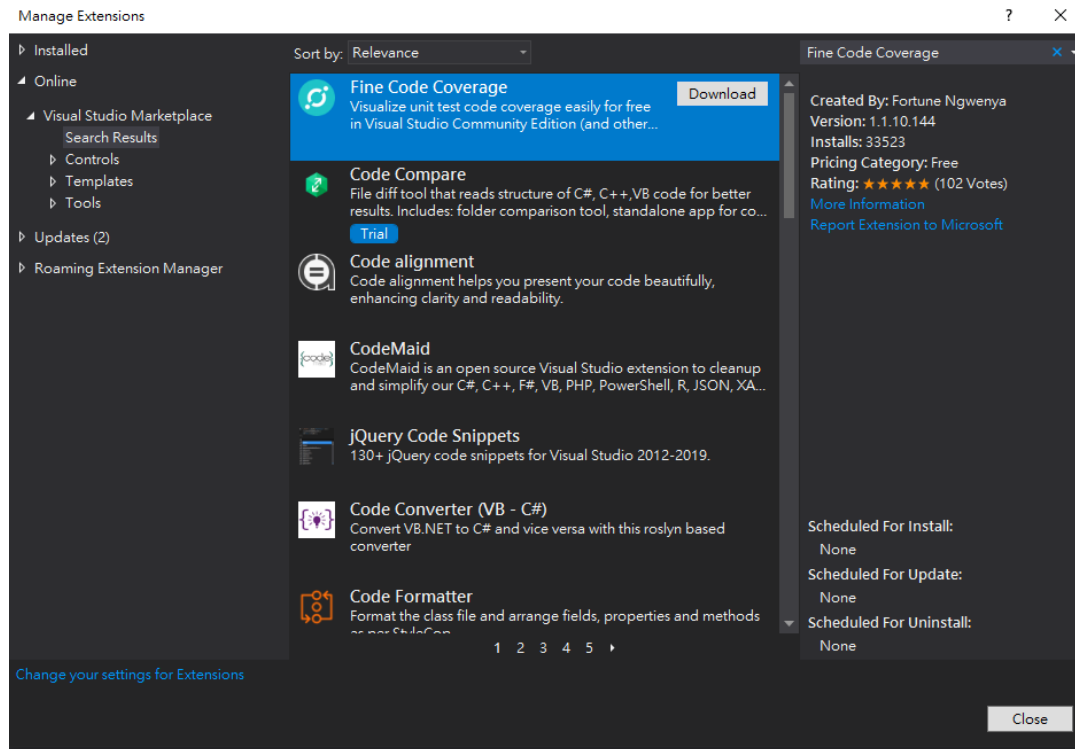 Manage Extensions
?
Installed
Online
Visual Studio Marketplace
Search Results
Controls
Templates
Tools
Updates (2)
Roaming Extension Manager
Change your settings for Extensions
Sort by: Relevance
Fine Code Coverage
Download
Visualize unit test code coverage easily for free
in Visual Studio Community Edition (and other...
Code Compare
File diff tool that reads structure of C#, C++,VB code for better
results. Includes: folder comparison tool, standalone app for co...
Trial
Code alignment
Code alignment helps you present your code beautifully,
enhancing clarity and readability.
{code}
CodeMaid
CodeMaid is an open source Visual Studio extension to cleanup
and simplify our C#, C++, F#, VB, PHP, PowerShell, R, JSON, XA...
jQuery Code Snippets
130+ jQuery code snippets for Visual Studio 2012-2019.
Code Converter (VB - C#)
Convert VB.NET to C# and vice versa with this roslyn based
converter
Code Formatter
Format the class file and arrange fields, properties and methods
as per StyleCop
1 2 3 4 5
Fine Code Coverage
Created By: Fortune Ngwenya
Version: 1.1.10.144
Installs: 33523
Pricing Category: Free
Rating: ★★★★★ (102 Votes)
More Information
Report Extension to Microsoft
Scheduled For Install:
None
Scheduled For Update:
None
Scheduled For Uninstall:
None
Close